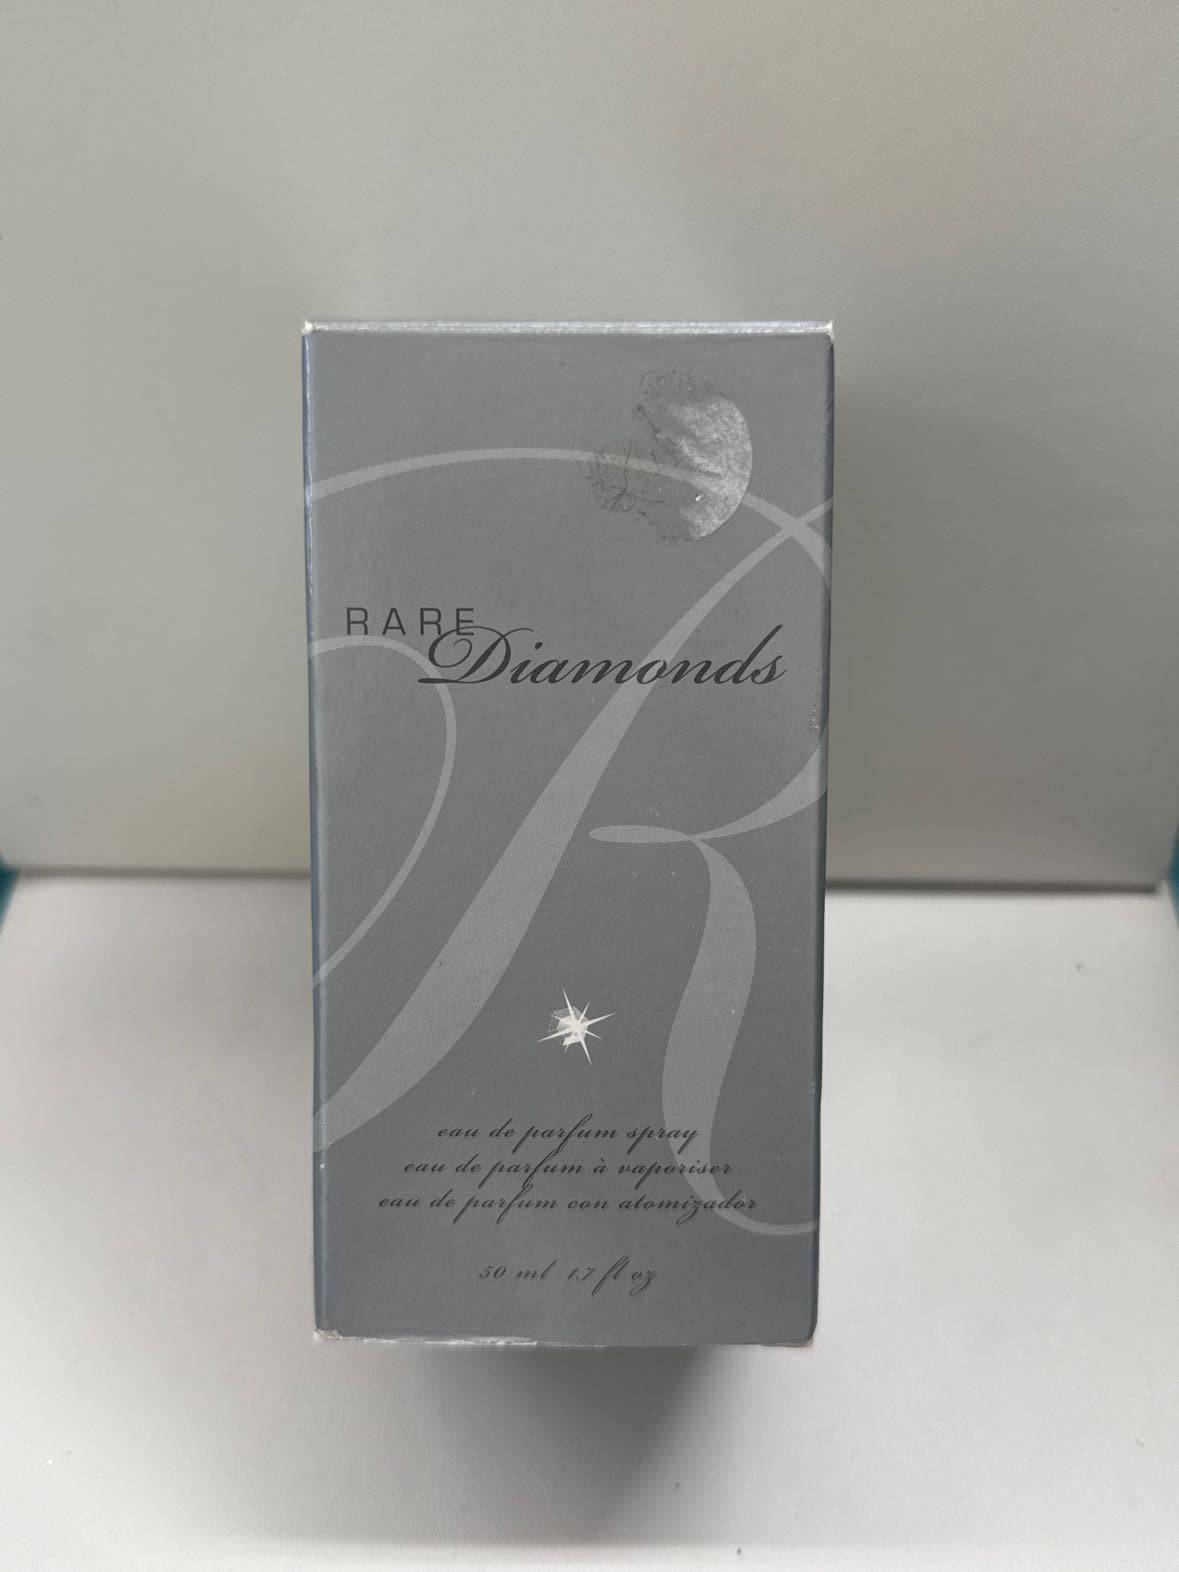 RARE
Diamonds
R
eau de parfum spray
eau de parfum à vaporiser
eau de parfum con atomizador
50 ml 1.7 fl oz